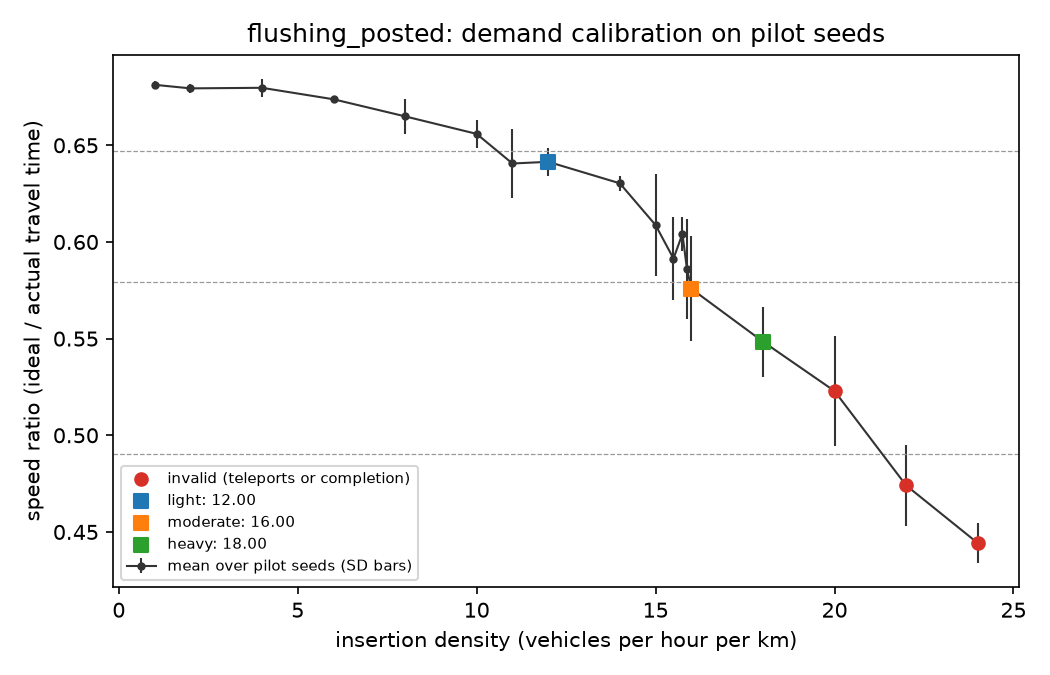 flushing_posted: demand calibration on pilot seeds
speed ratio (ideal / actual travel time)
0.65
0.60
0.55
0.50
0.45
invalid (teleports or completion)
light: 12.00
moderate: 16.00
heavy: 18.00
mean over pilot seeds (SD bars)
0 5 10 15 20 25
insertion density (vehicles per hour per km)